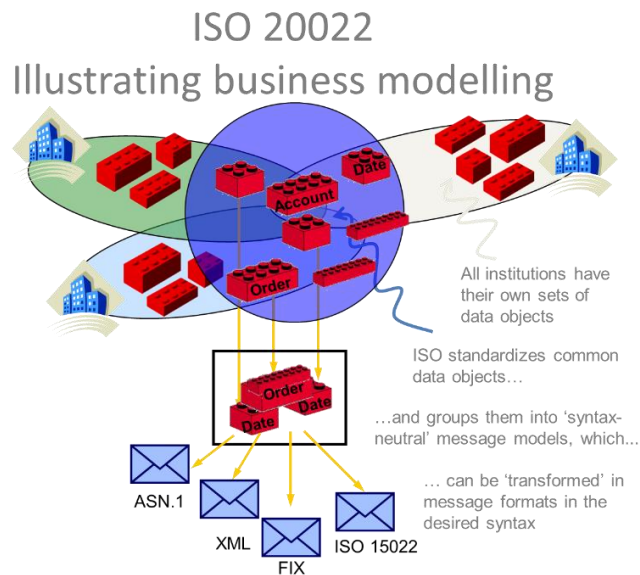 ISO 20022
Illustrating business modelling
Date
Account
Order
All institutions have
their own sets of
data objects
ISO standardizes common
data objects…
Order
Date
Date
…and groups them into ‘syntax-
neutral’ message models, which...
… can be ‘transformed’ in
message formats in the
desired syntax
ASN.1
XML
FIX
ISO 15022